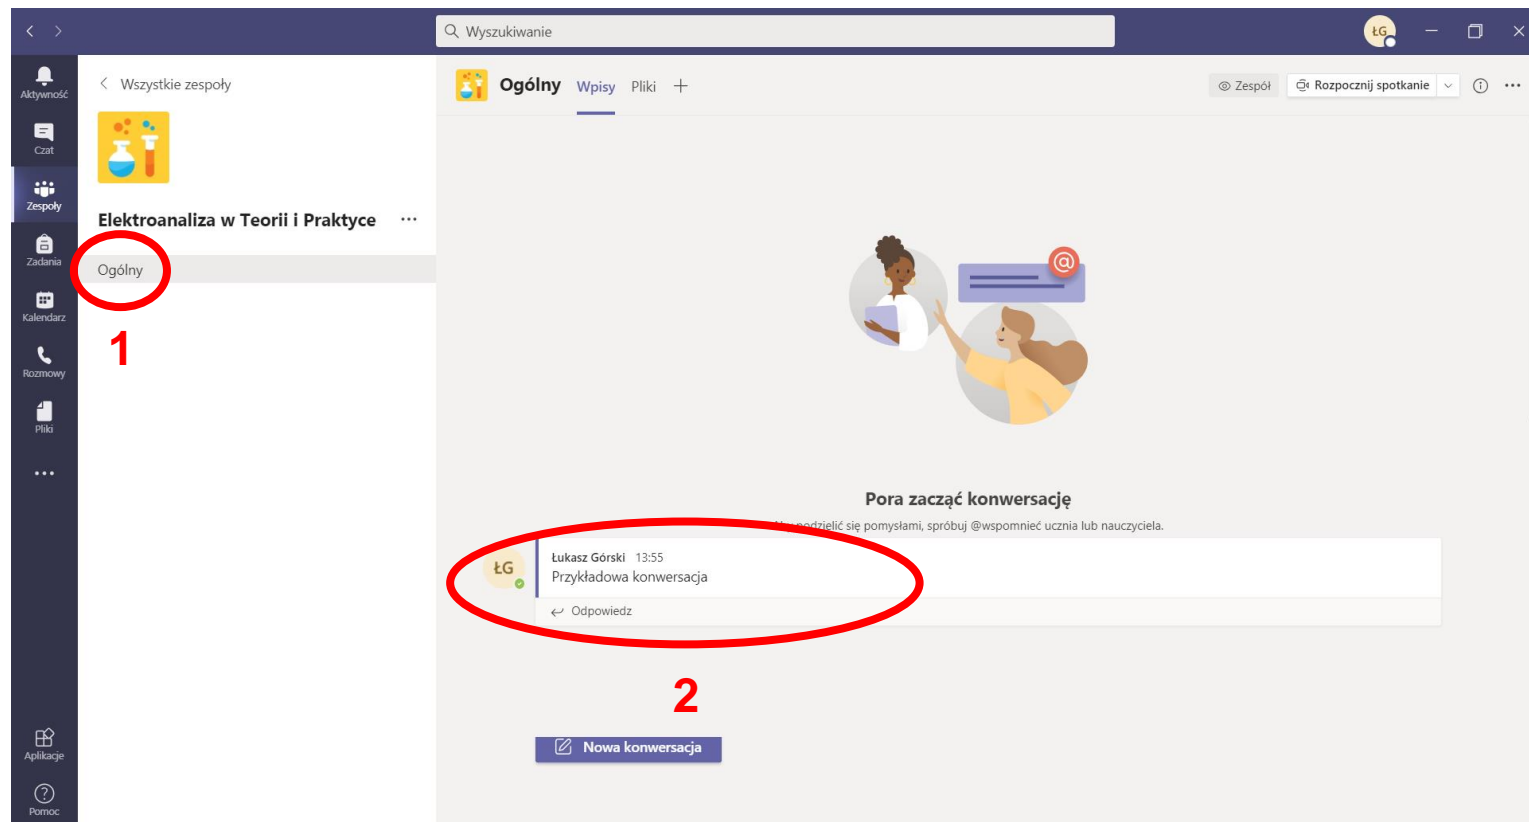 Wyszukiwanie
ŁG
Aktywność
Czat
Zespoły
Zadania
Kalendarz
Rozmowy
Pliki
Aplikacje
Pomoc
Wszystkie zespoły
Elektroanaliza w Teorii i Praktyce
Ogólny
1
Ogólny Wpisy Pliki
Zespół Rozpocznij spotkanie
@
Pora zacząć konwersację
podzielić się pomysłami, spróbuj @wspomnieć ucznia lub nauczyciela.
ŁG
Łukasz Górski 13:55
Przykładowa konwersacja
Odpowiedz
2
Nowa konwersacja